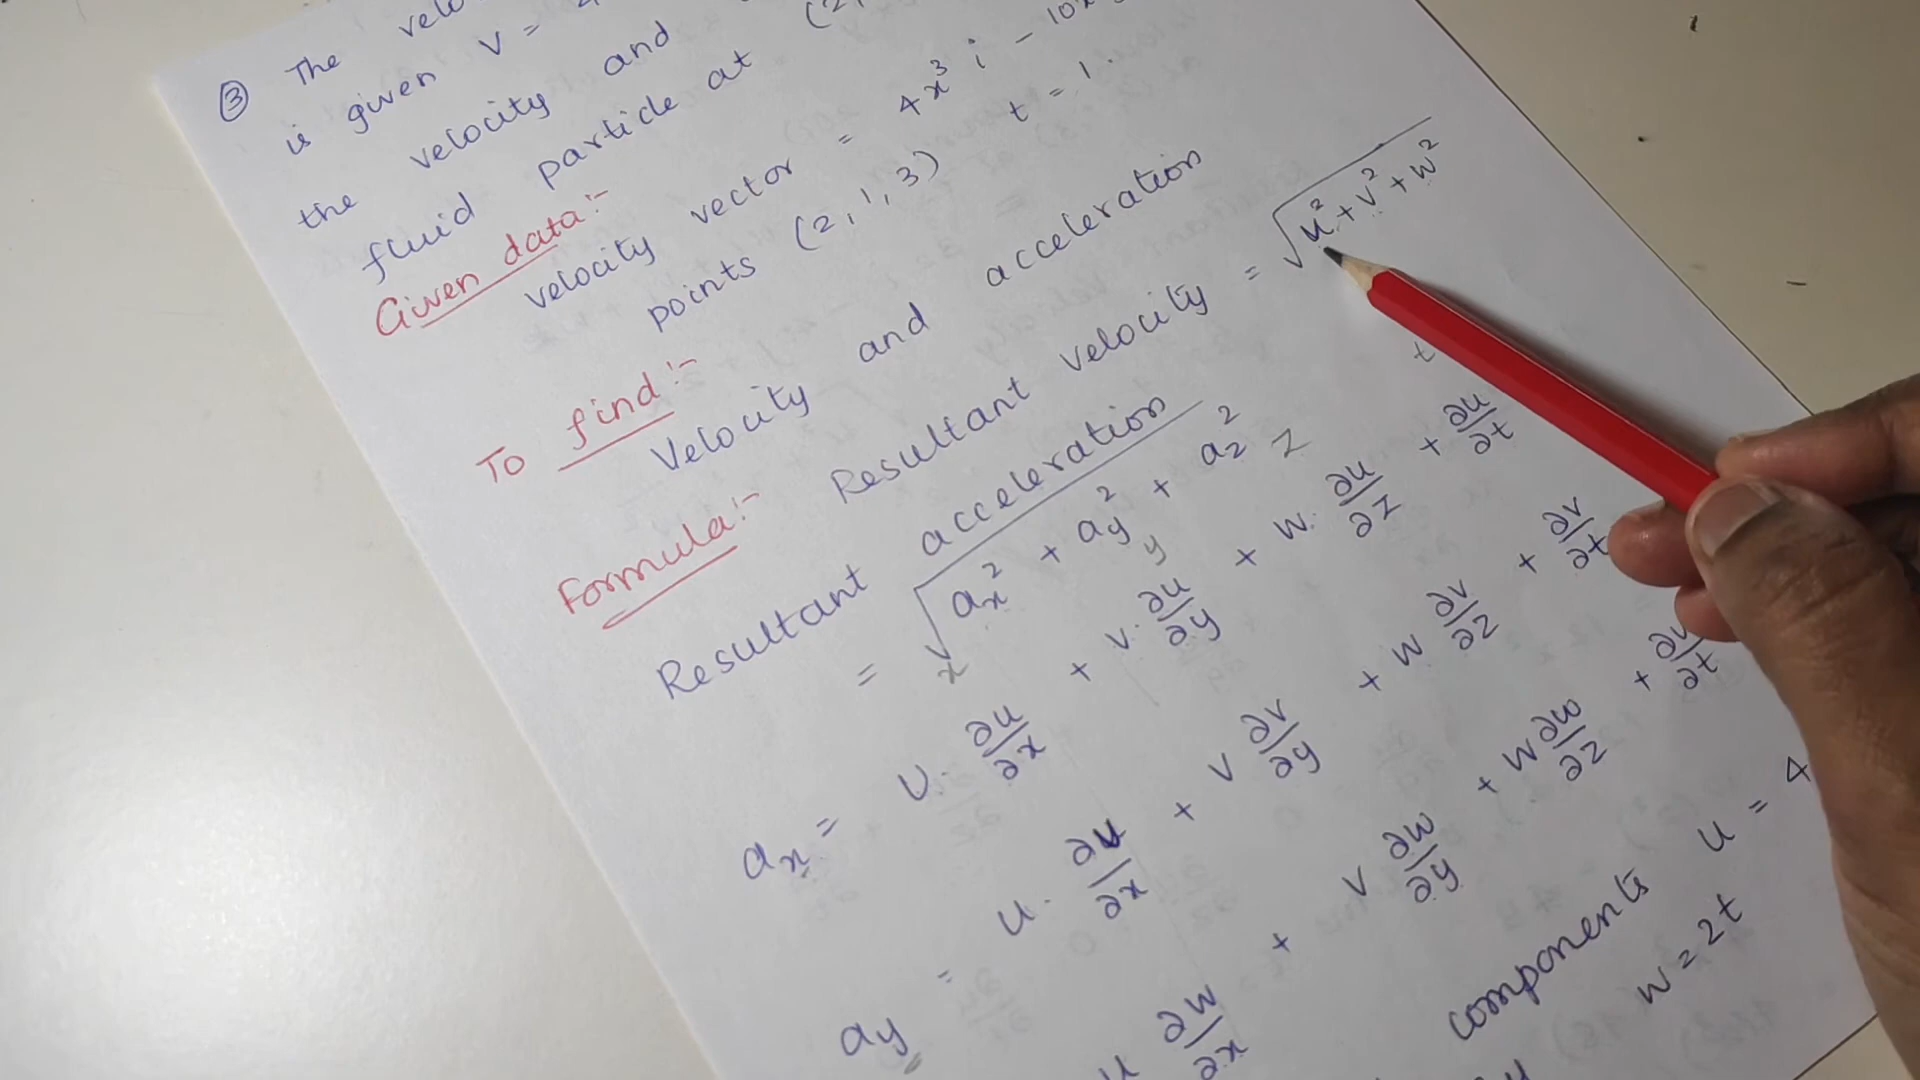 ③ The
is given V =
the velocity and
fluid particle at (2,
Given data:-
velocity vector = 4x³ i - 10x
points (2, 1, 3) t = 1.
To find:-
Velocity and acceleration
Formula:- Resultant velocity = √u² + v² + w²
Resultant acceleration
= √ax² + ay² + az²
x y z t
ax = u. ∂u/∂x + v. ∂u/∂y + w. ∂u/∂z + ∂u/∂t
ay = u. ∂v/∂x + v ∂v/∂y + w ∂v/∂z + ∂v/∂t
u ∂w/∂x + v ∂w/∂y + w ∂w/∂z +
components u = 4
w = 2t